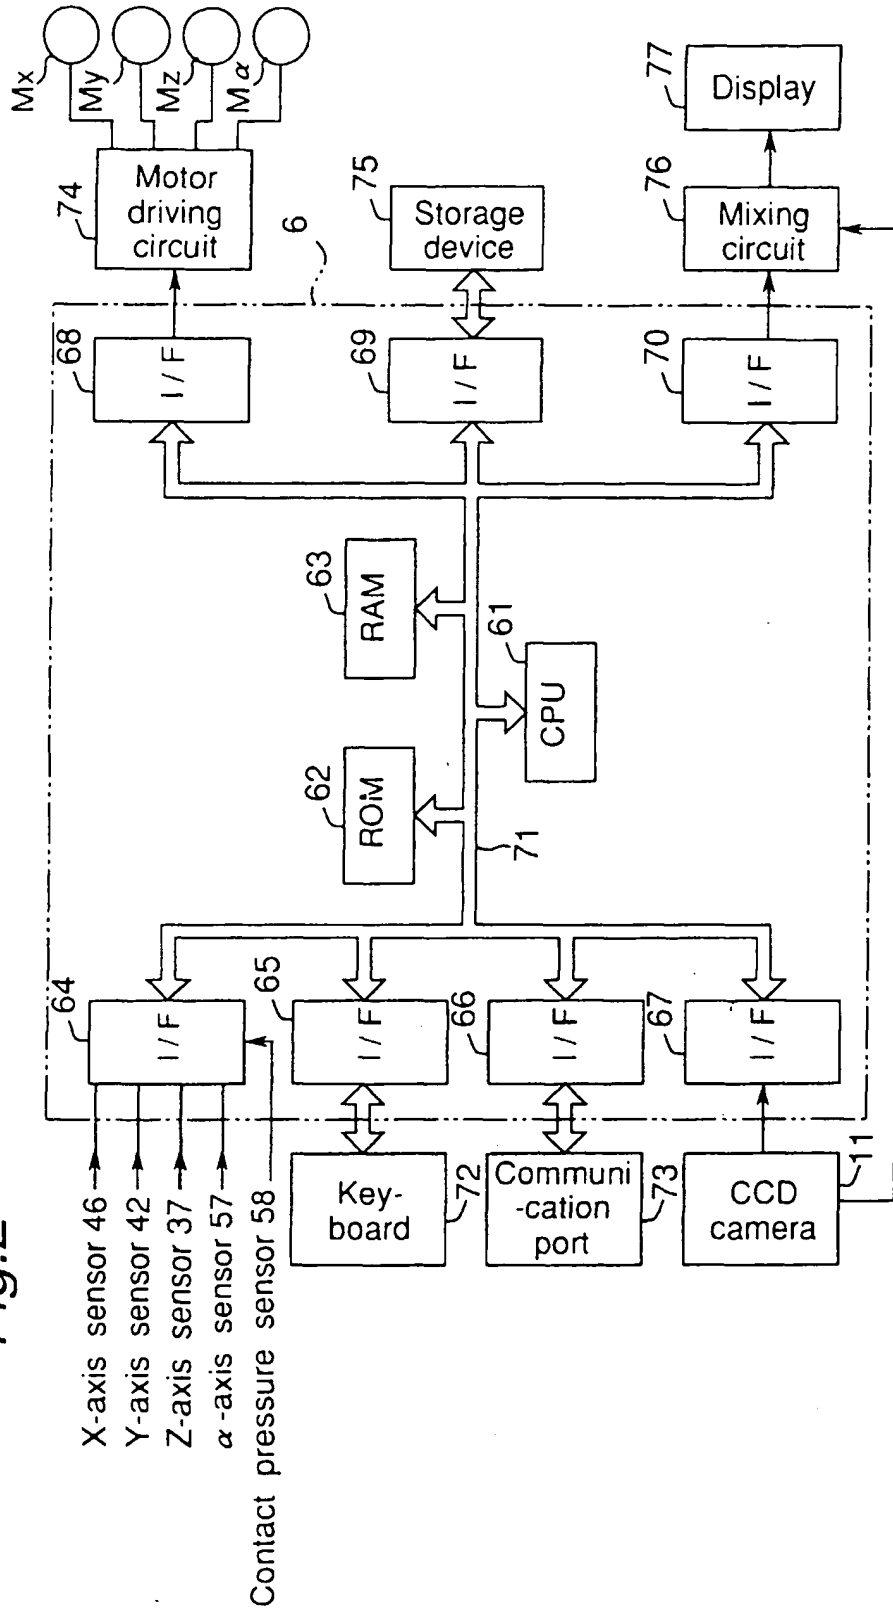 Fig.2
X-axis sensor 46
Y-axis sensor 42
Z-axis sensor 37
α-axis sensor 57
Contact pressure sensor 58
64
I/F
65
I/F
66
I/F
67
I/F
Key-
board
72
Communi
-cation
port
73
CCD
camera
11
62
ROM
63
RAM
61
CPU
71
68
I/F
69
I/F
70
I/F
6
74
Motor
driving
circuit
Mx
My
Mz
Mα
75
Storage
device
76
Mixing
circuit
77
Display